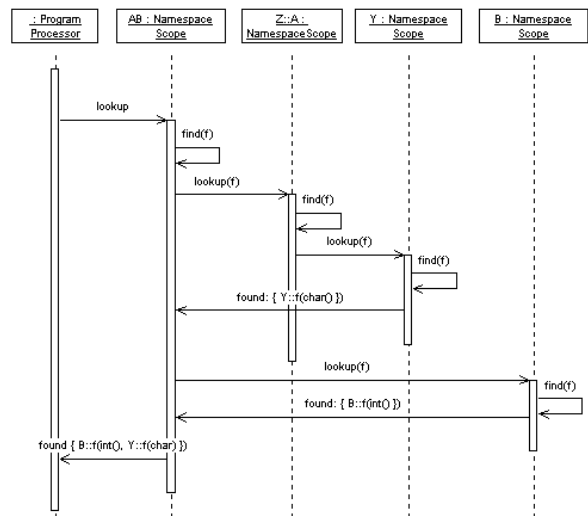 : Program
Processor
AB : Namespace
Scope
Z::A :
NamespaceScope
Y : Namespace
Scope
B : Namespace
Scope
lookup
find(f)
lookup(f)
find(f)
lookup(f)
find(f)
found: { Y::f(char() })
lookup(f)
find(f)
found: { B::f(int() })
found { B::f(int(), Y::f(char) })